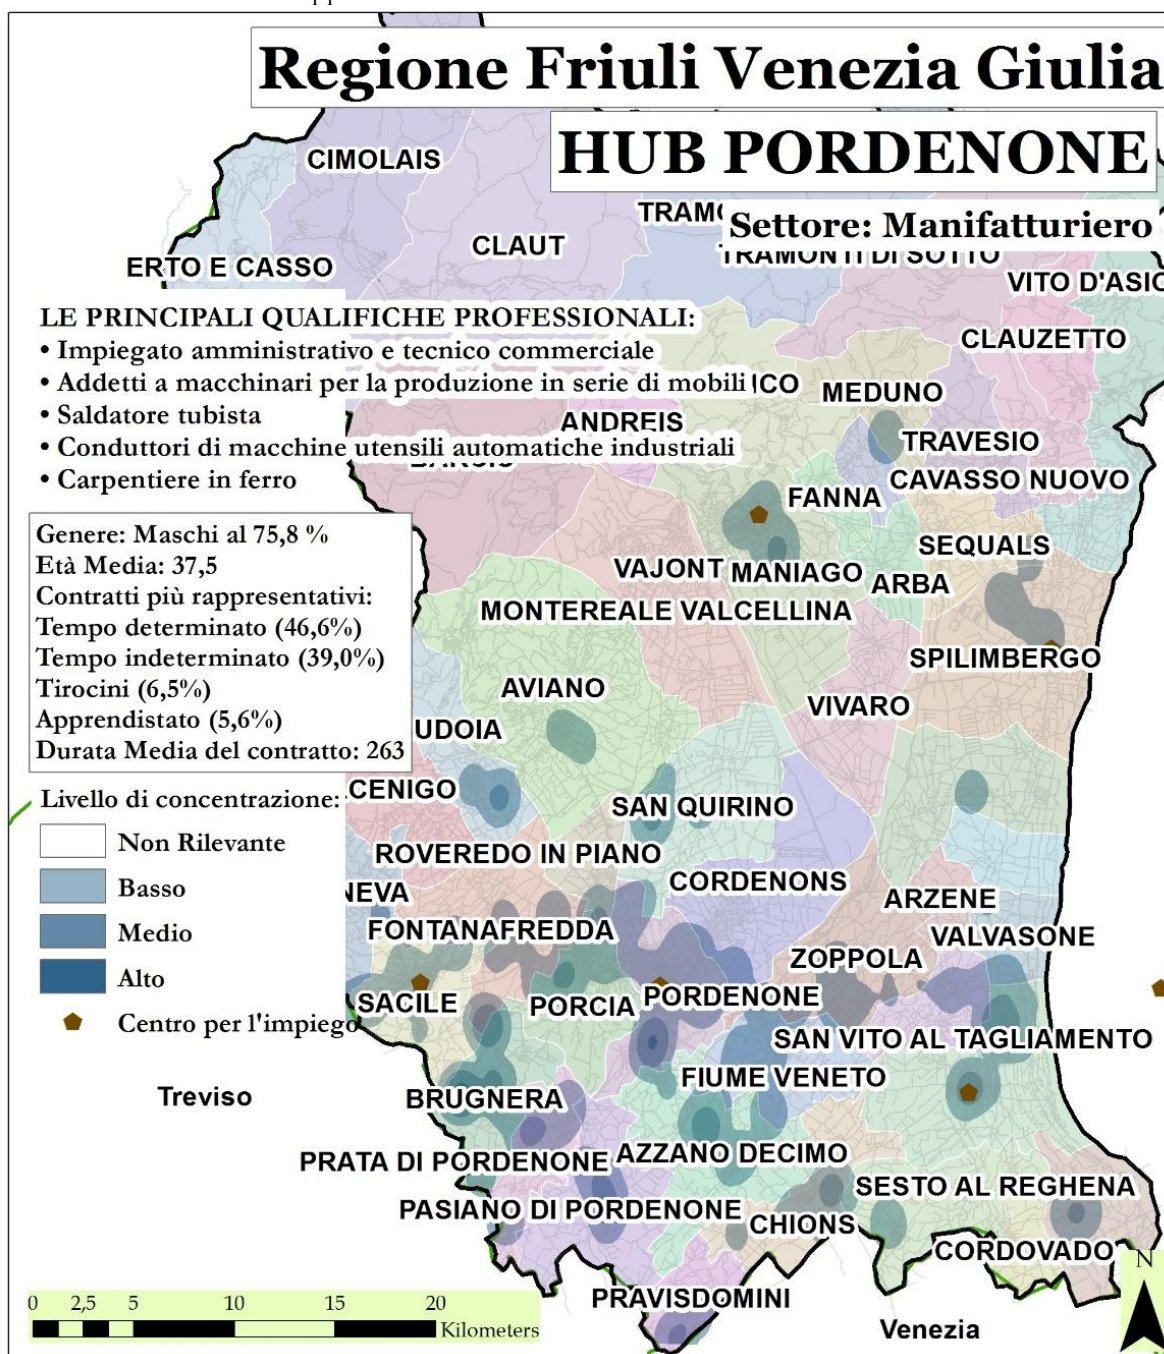 Regione Friuli Venezia Giulia
HUB PORDENONE
Settore: Manifatturiero
CIMOLAIS
CLAUT
TRAMONTI DI SOTTO
ERTO E CASSO
VITO D'ASIO
LE PRINCIPALI QUALIFICHE PROFESSIONALI:
• Impiegato amministrativo e tecnico commerciale
• Addetti a macchinari per la produzione in serie di mobili
• Saldatore tubista
• Conduttori di macchine utensili automatiche industriali
• Carpentiere in ferro
CLAUZETTO
MEDUNO
ANDREIS
TRAVESIO
CAVASSO NUOVO
FANNA
SEQUALS
VAJONT
MANIAGO
ARBA
MONTEREALE VALCELLINA
SPILIMBERGO
AVIANO
VIVARO
UDOIA
CENIGO
SAN QUIRINO
ROVEREDO IN PIANO
CORDENONS
NEVA
ARZENE
FONTANAFREDDA
VALVASONE
ZOPPOLA
SACILE
PORCIA
PORDENONE
SAN VITO AL TAGLIAMENTO
FIUME VENETO
BRUGNERA
AZZANO DECIMO
PRATA DI PORDENONE
SESTO AL REGHENA
PASIANO DI PORDENONE
CHIONS
CORDOVADO
PRAVISDOMINI
Genere: Maschi al 75,8 %
Età Media: 37,5
Contratti più rappresentativi:
Tempo determinato (46,6%)
Tempo indeterminato (39,0%)
Tirocini (6,5%)
Apprendistato (5,6%)
Durata Media del contratto: 263
Livello di concentrazione:
Non Rilevante
Basso
Medio
Alto
Centro per l'impiego
Treviso
Venezia
N
0 2,5 5 10 15 20
Kilometers